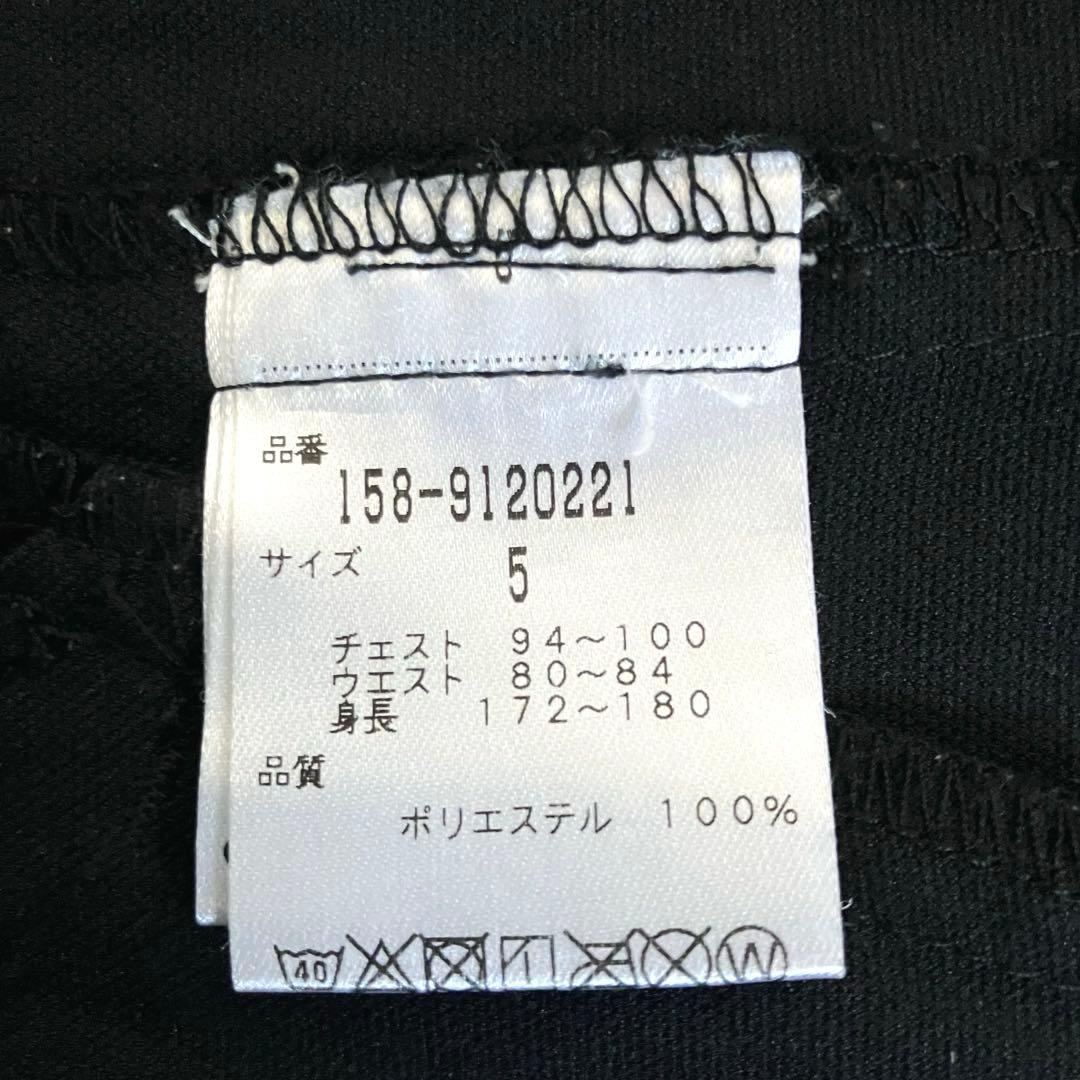 品番
158-9120221
サイズ 5
チェスト 94～100
ウエスト 80～84
身長 172～180
品質
ポリエステル 100%
40 W